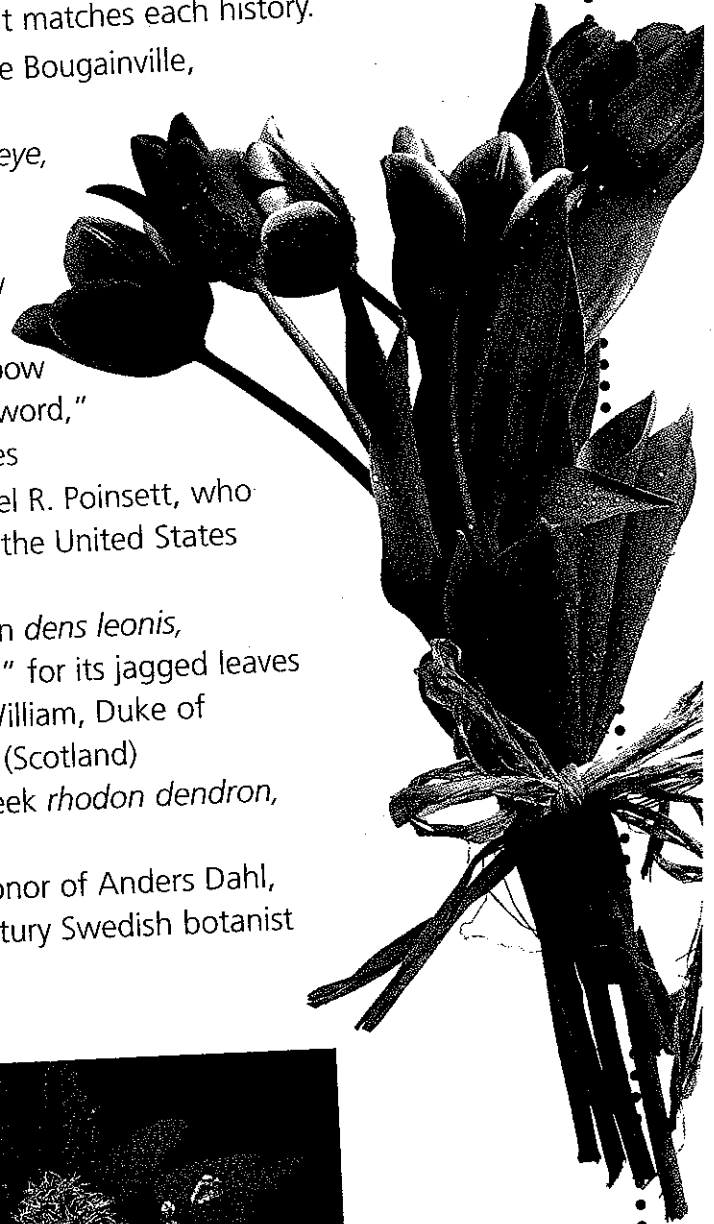 t matches each history.
e Bougainville,
eye,
ow
word,"
es
el R. Poinsett, who
the United States
n dens leonis,
" for its jagged leaves
William, Duke of
(Scotland)
eek rhodon dendron,
onor of Anders Dahl,
tury Swedish botanist